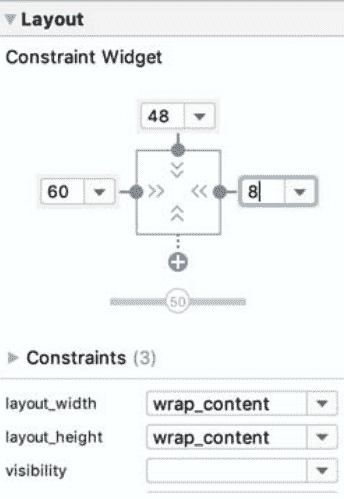 Layout
Constraint Widget
48
60
8
50
Constraints (3)
layout_width wrap_content
layout_height wrap_content
visibility